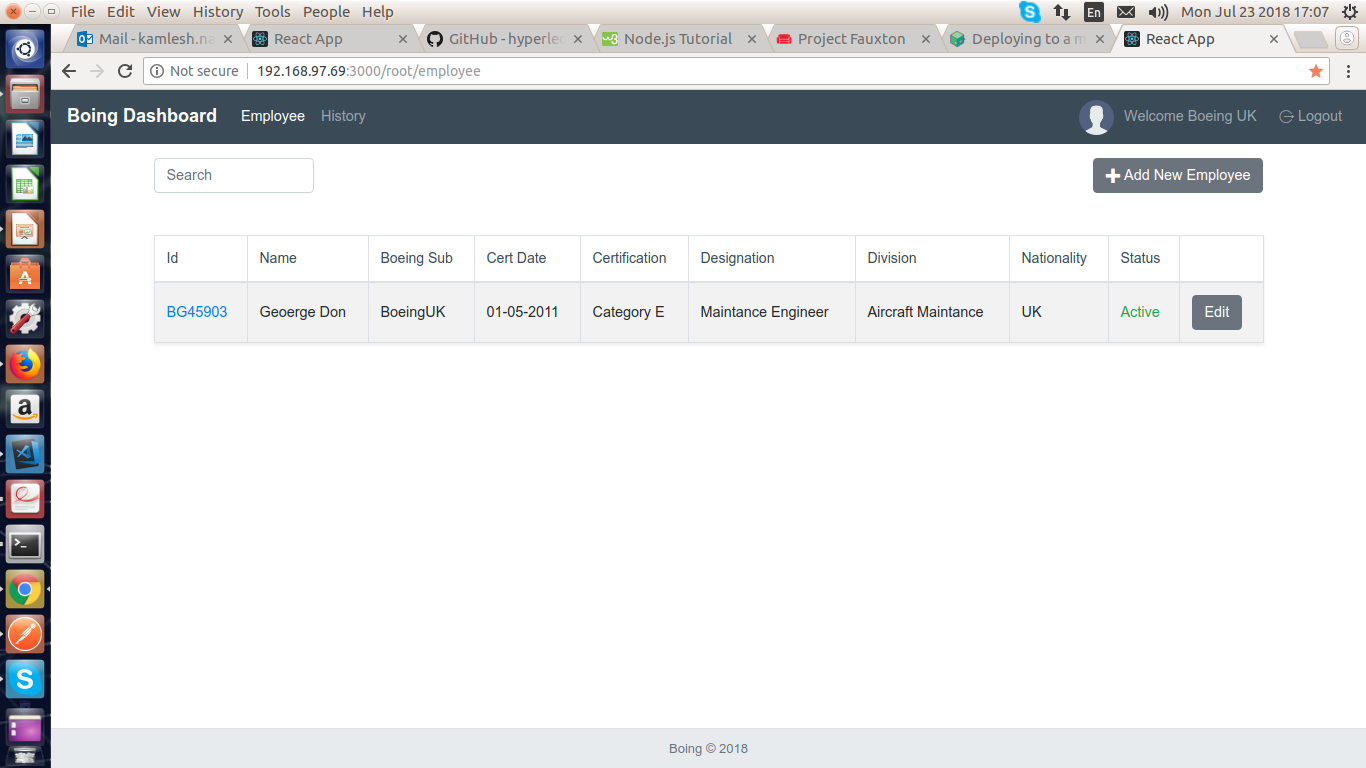 File Edit View History Tools People Help En Mon Jul 23 2018 17:07
Mail - kamlesh.na React App GitHub - hyperlec Node.js Tutorial Project Fauxton Deploying to a m React App
Not secure 192.168.97.69:3000/root/employee
Boing Dashboard Employee History Welcome Boeing UK Logout
Search Add New Employee
Id Name Boeing Sub Cert Date Certification Designation Division Nationality Status
BG45903 Geoerge Don BoeingUK 01-05-2011 Category E Maintance Engineer Aircraft Maintance UK Active Edit
Boing © 2018